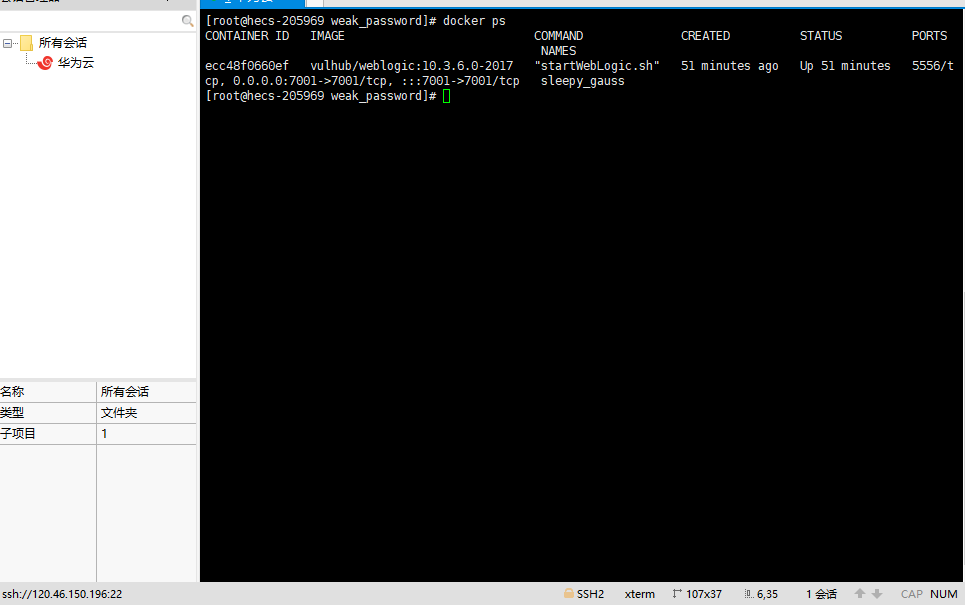 所有会话
华为云
名称 所有会话
类型 文件夹
子项目 1
[root@hecs-205969 weak_password]# docker ps
CONTAINER ID IMAGE COMMAND CREATED STATUS PORTS
NAMES
ecc48f0660ef vulhub/weblogic:10.3.6.0-2017 "startWebLogic.sh" 51 minutes ago Up 51 minutes 5556/t
cp, 0.0.0.0:7001->7001/tcp, :::7001->7001/tcp sleepy_gauss
[root@hecs-205969 weak_password]#
ssh://120.46.150.196:22 SSH2 xterm 107x37 6,35 1 会话 CAP NUM